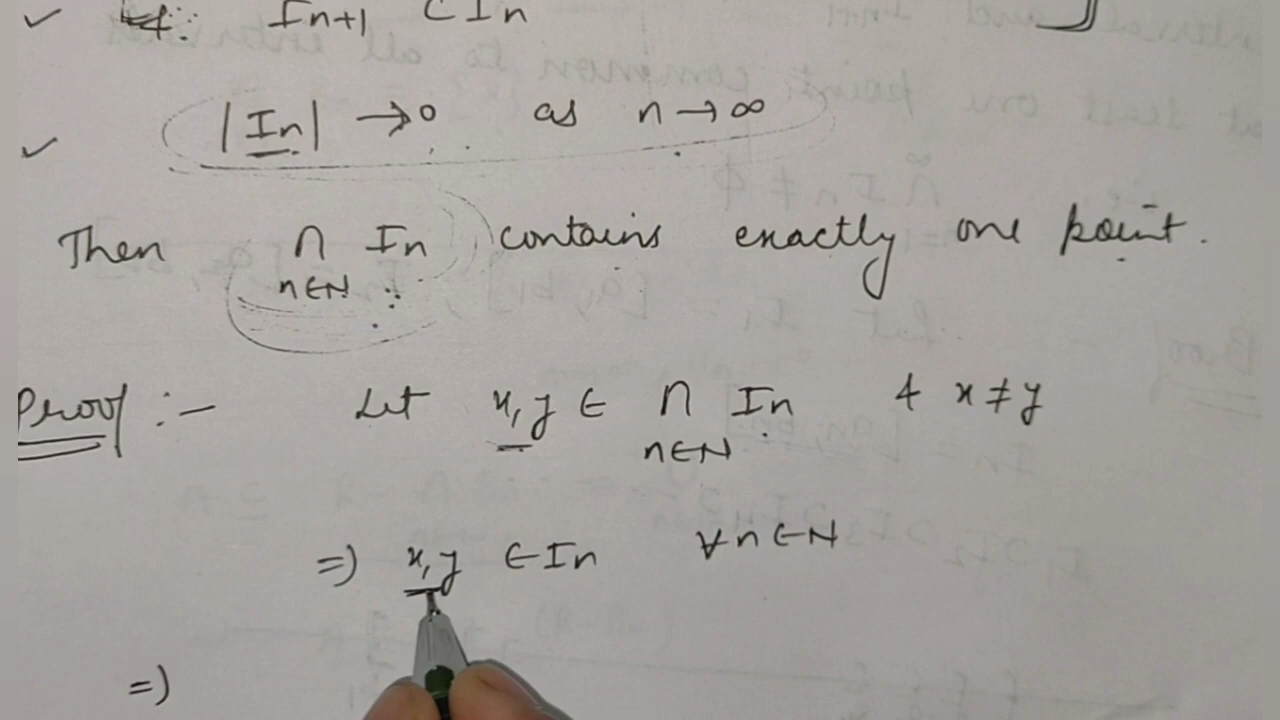 In+1 ⊂ In
|In| → 0 as n → ∞
Then ∩ In contains exactly one point.
n∈N
Proof :- Let x, y ∈ ∩ In & x ≠ y
n∈N
=) x, y ∈ In ∀ n ∈ N
=)